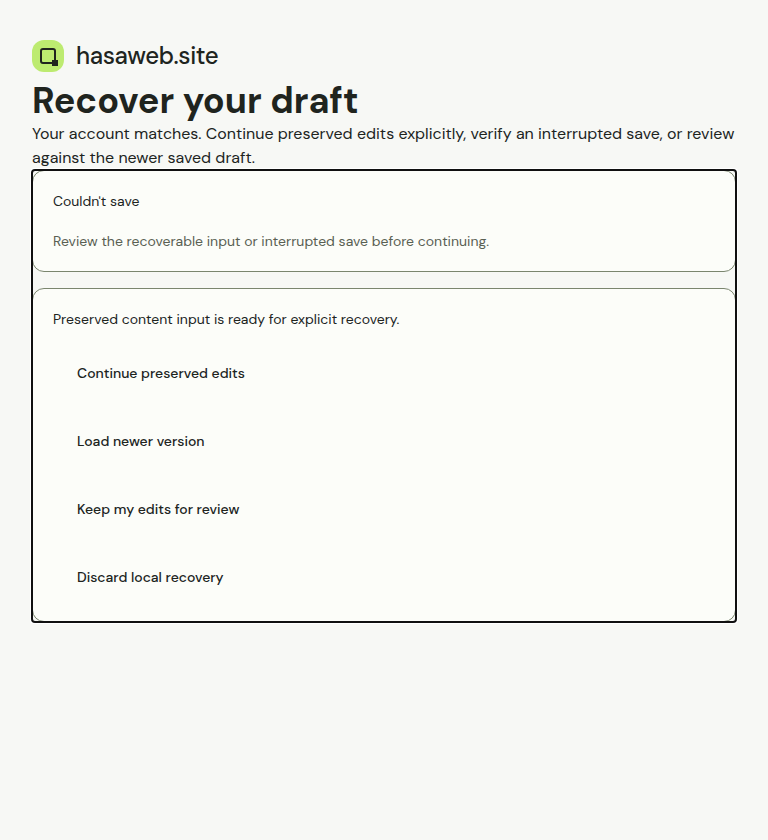 hasaweb.site
Recover your draft
Your account matches. Continue preserved edits explicitly, verify an interrupted save, or review
against the newer saved draft.
Couldn't save
Review the recoverable input or interrupted save before continuing.
Preserved content input is ready for explicit recovery.
Continue preserved edits
Load newer version
Keep my edits for review
Discard local recovery